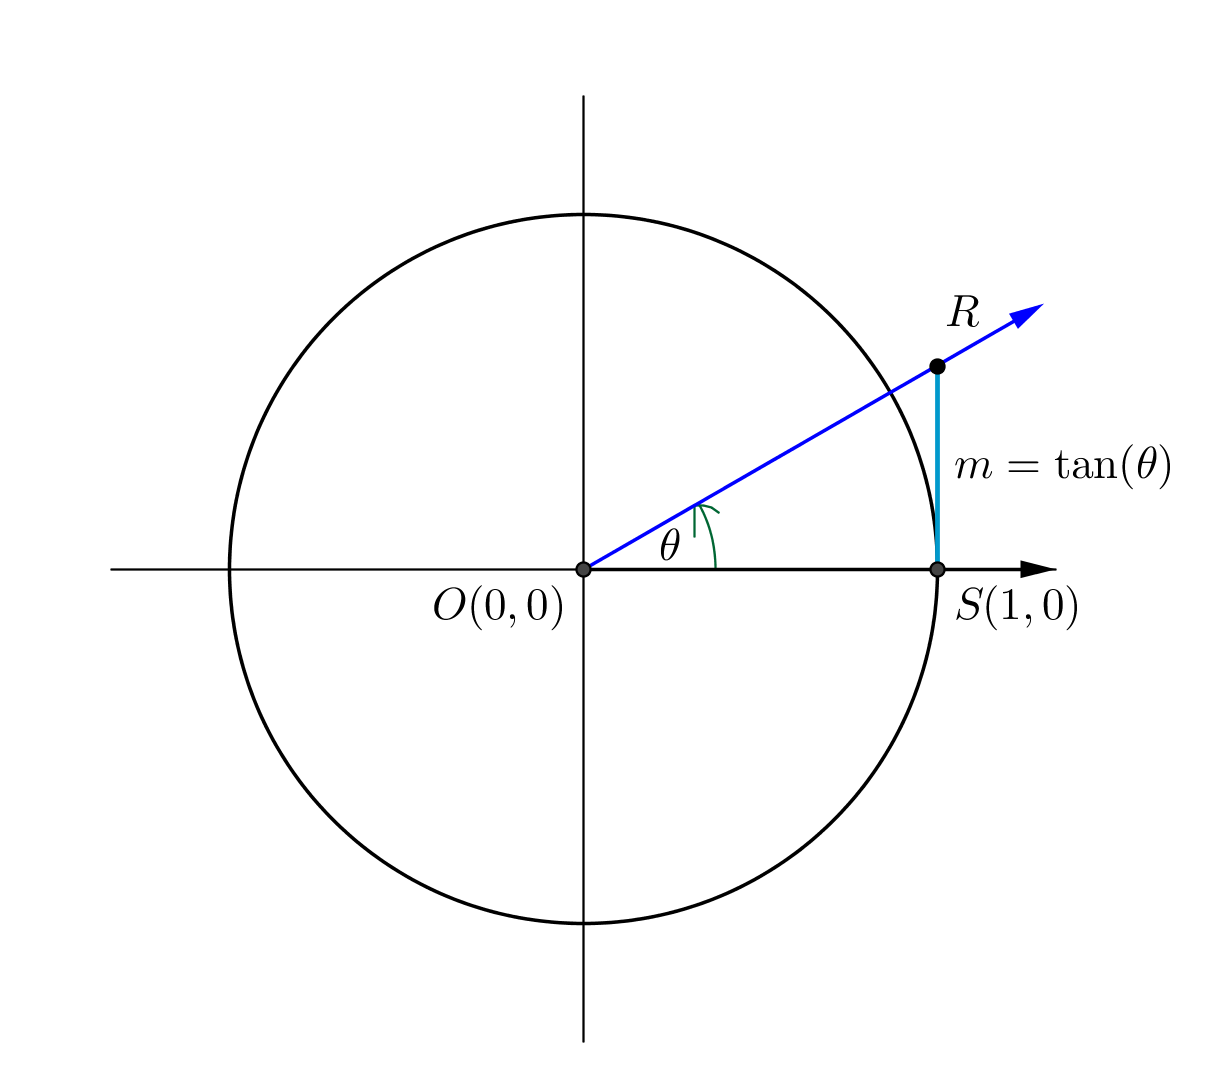 R
m = tan(θ)
θ
O(0, 0)
S(1, 0)